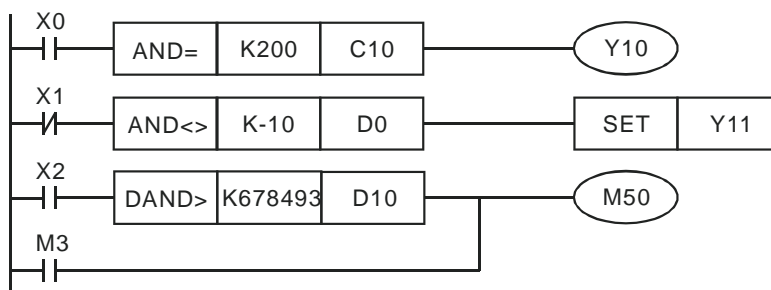 X0
AND= K200 C10 Y10
X1
AND<> K-10 D0 SET Y11
X2
DAND> K678493 D10 M50
M3